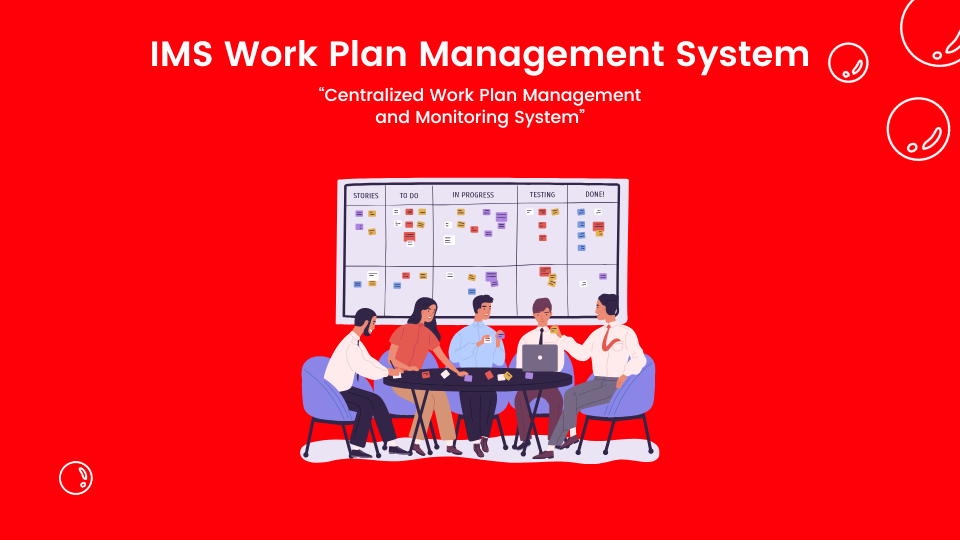 IMS Work Plan Management System
“Centralized Work Plan Management
and Monitoring System”
STORIES TO DO IN PROGRESS TESTING DONE!